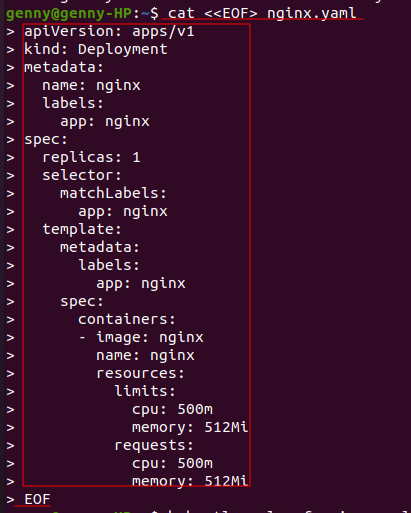 genny@genny-HP:~$ cat <<EOF> nginx.yaml
> apiVersion: apps/v1
> kind: Deployment
> metadata:
>   name: nginx
>   labels:
>     app: nginx
> spec:
>   replicas: 1
>   selector:
>     matchLabels:
>       app: nginx
>   template:
>     metadata:
>       labels:
>         app: nginx
>     spec:
>       containers:
>       - image: nginx
>         name: nginx
>         resources:
>           limits:
>             cpu: 500m
>             memory: 512Mi
>           requests:
>             cpu: 500m
>             memory: 512Mi
> EOF